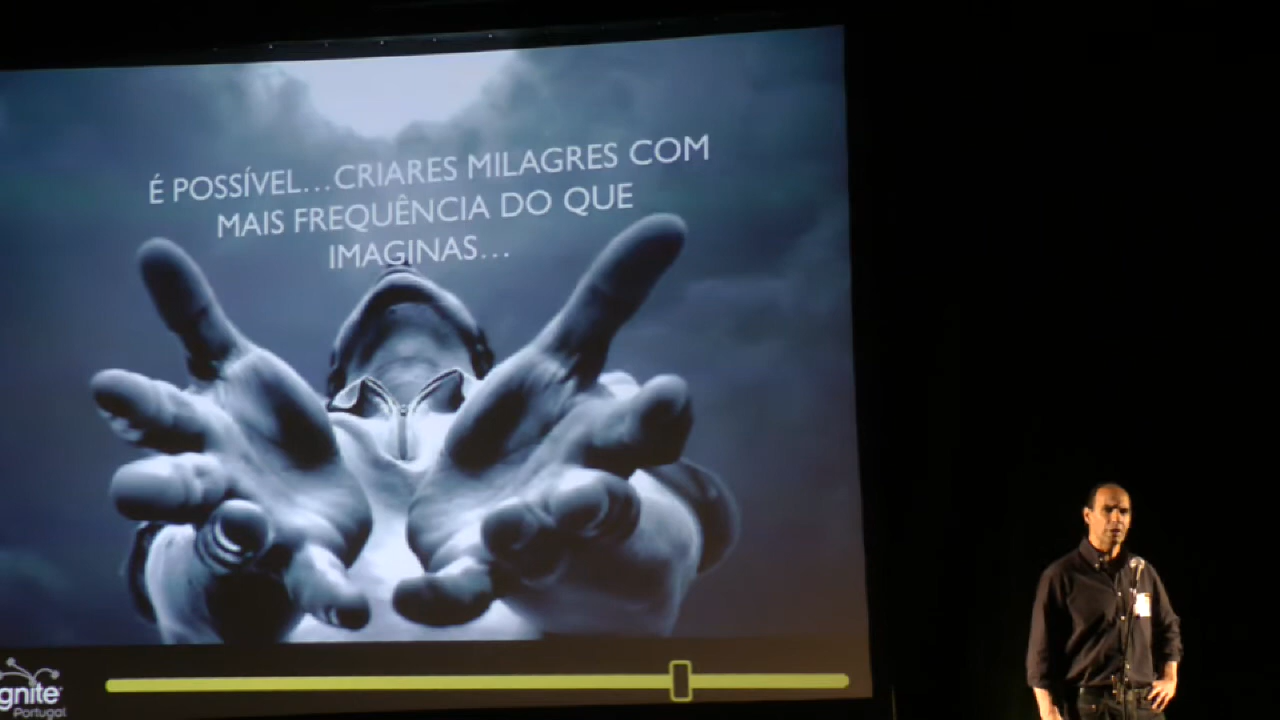 É POSSÍVEL...CRIARES MILAGRES COM
MAIS FREQUÊNCIA DO QUE
IMAGINAS...
gnite
Portugal